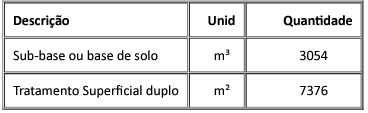 Descrição Unid Quantidade
Sub-base ou base de solo m³ 3054
Tratamento Superficial duplo m² 7376